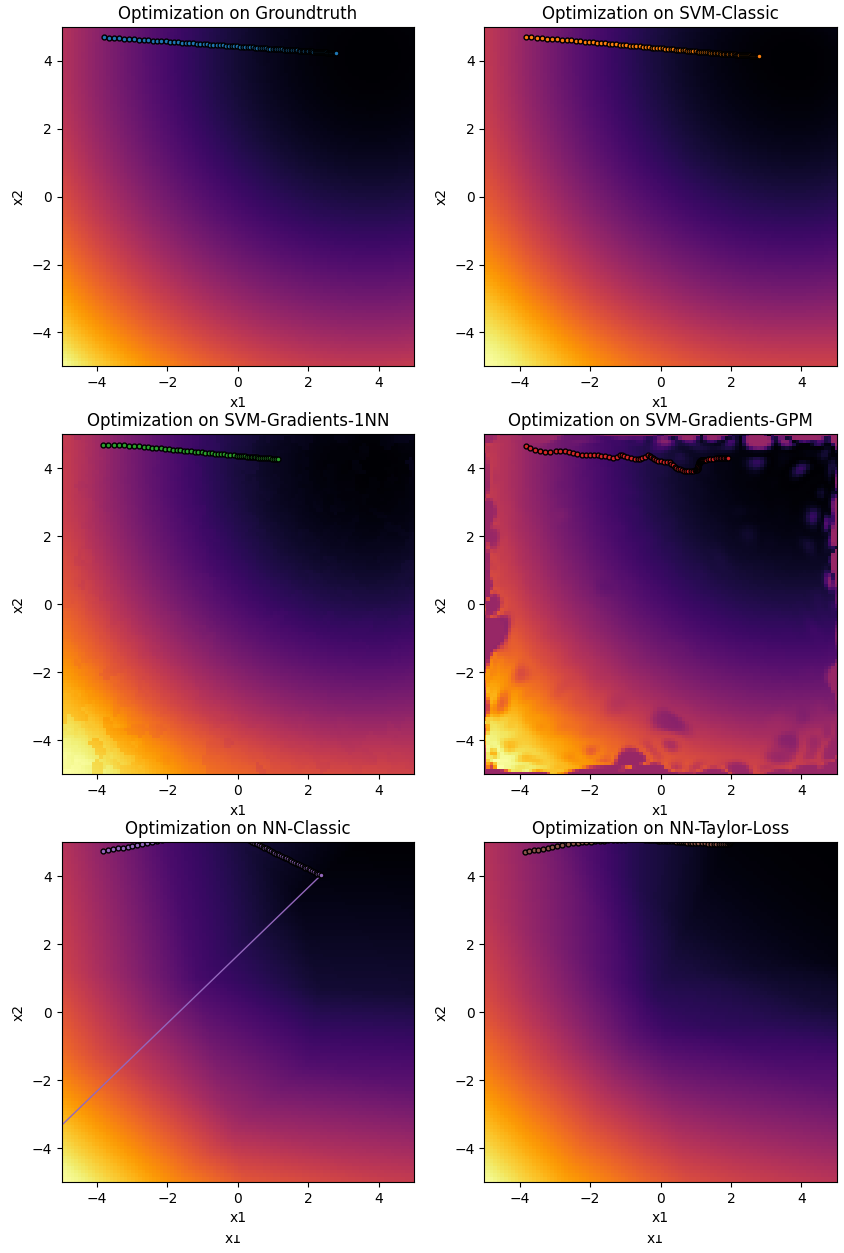 Optimization on Groundtruth
4
2
0
−2
−4
x2
−4 −2 0 2 4
x1
Optimization on SVM-Classic
4
2
0
−2
−4
x2
−4 −2 0 2 4
x1
Optimization on SVM-Gradients-1NN
4
2
0
−2
−4
x2
−4 −2 0 2 4
x1
Optimization on SVM-Gradients-GPM
4
2
0
−2
−4
x2
−4 −2 0 2 4
x1
Optimization on NN-Classic
4
2
0
−2
−4
x2
−4 −2 0 2 4
x1
x1
Optimization on NN-Taylor-Loss
4
2
0
−2
−4
x2
−4 −2 0 2 4
x1
x1